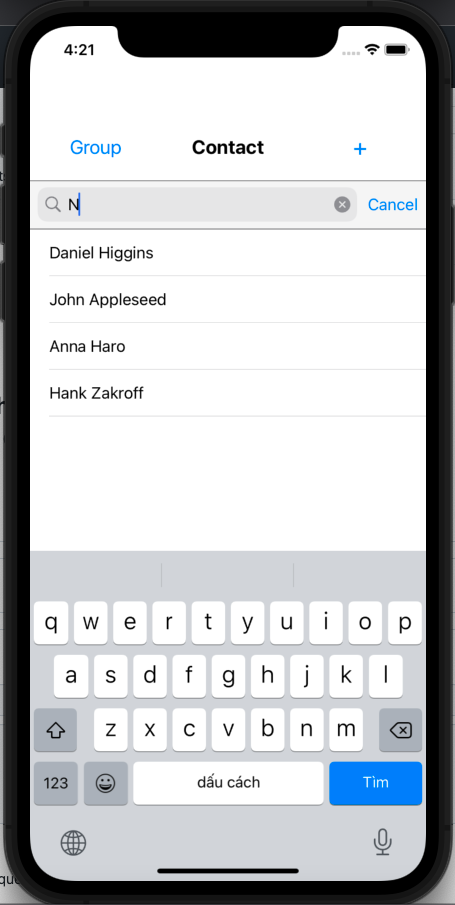 4:21
Group Contact +
N Cancel
Daniel Higgins
John Appleseed
Anna Haro
Hank Zakroff
q w e r t y u i o p
a s d f g h j k l
z x c v b n m
123 dấu cách Tìm